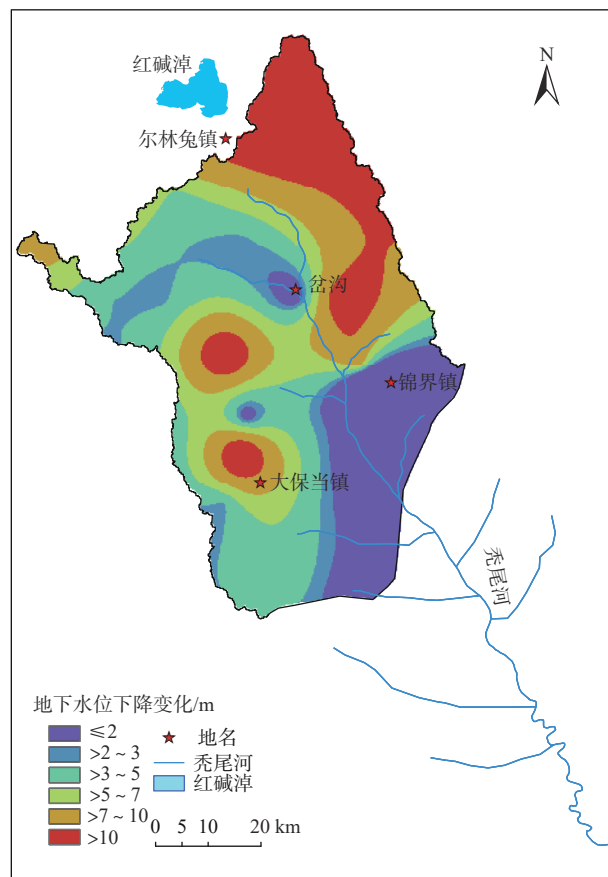 红碱淖
N
尔林兔镇
岔沟
锦界镇
大保当镇
秃尾河
地下水位下降变化/m
≤2
>2～3
>3～5
>5～7
>7～10
>10
地名
秃尾河
红碱淖
0 5 10 20 km